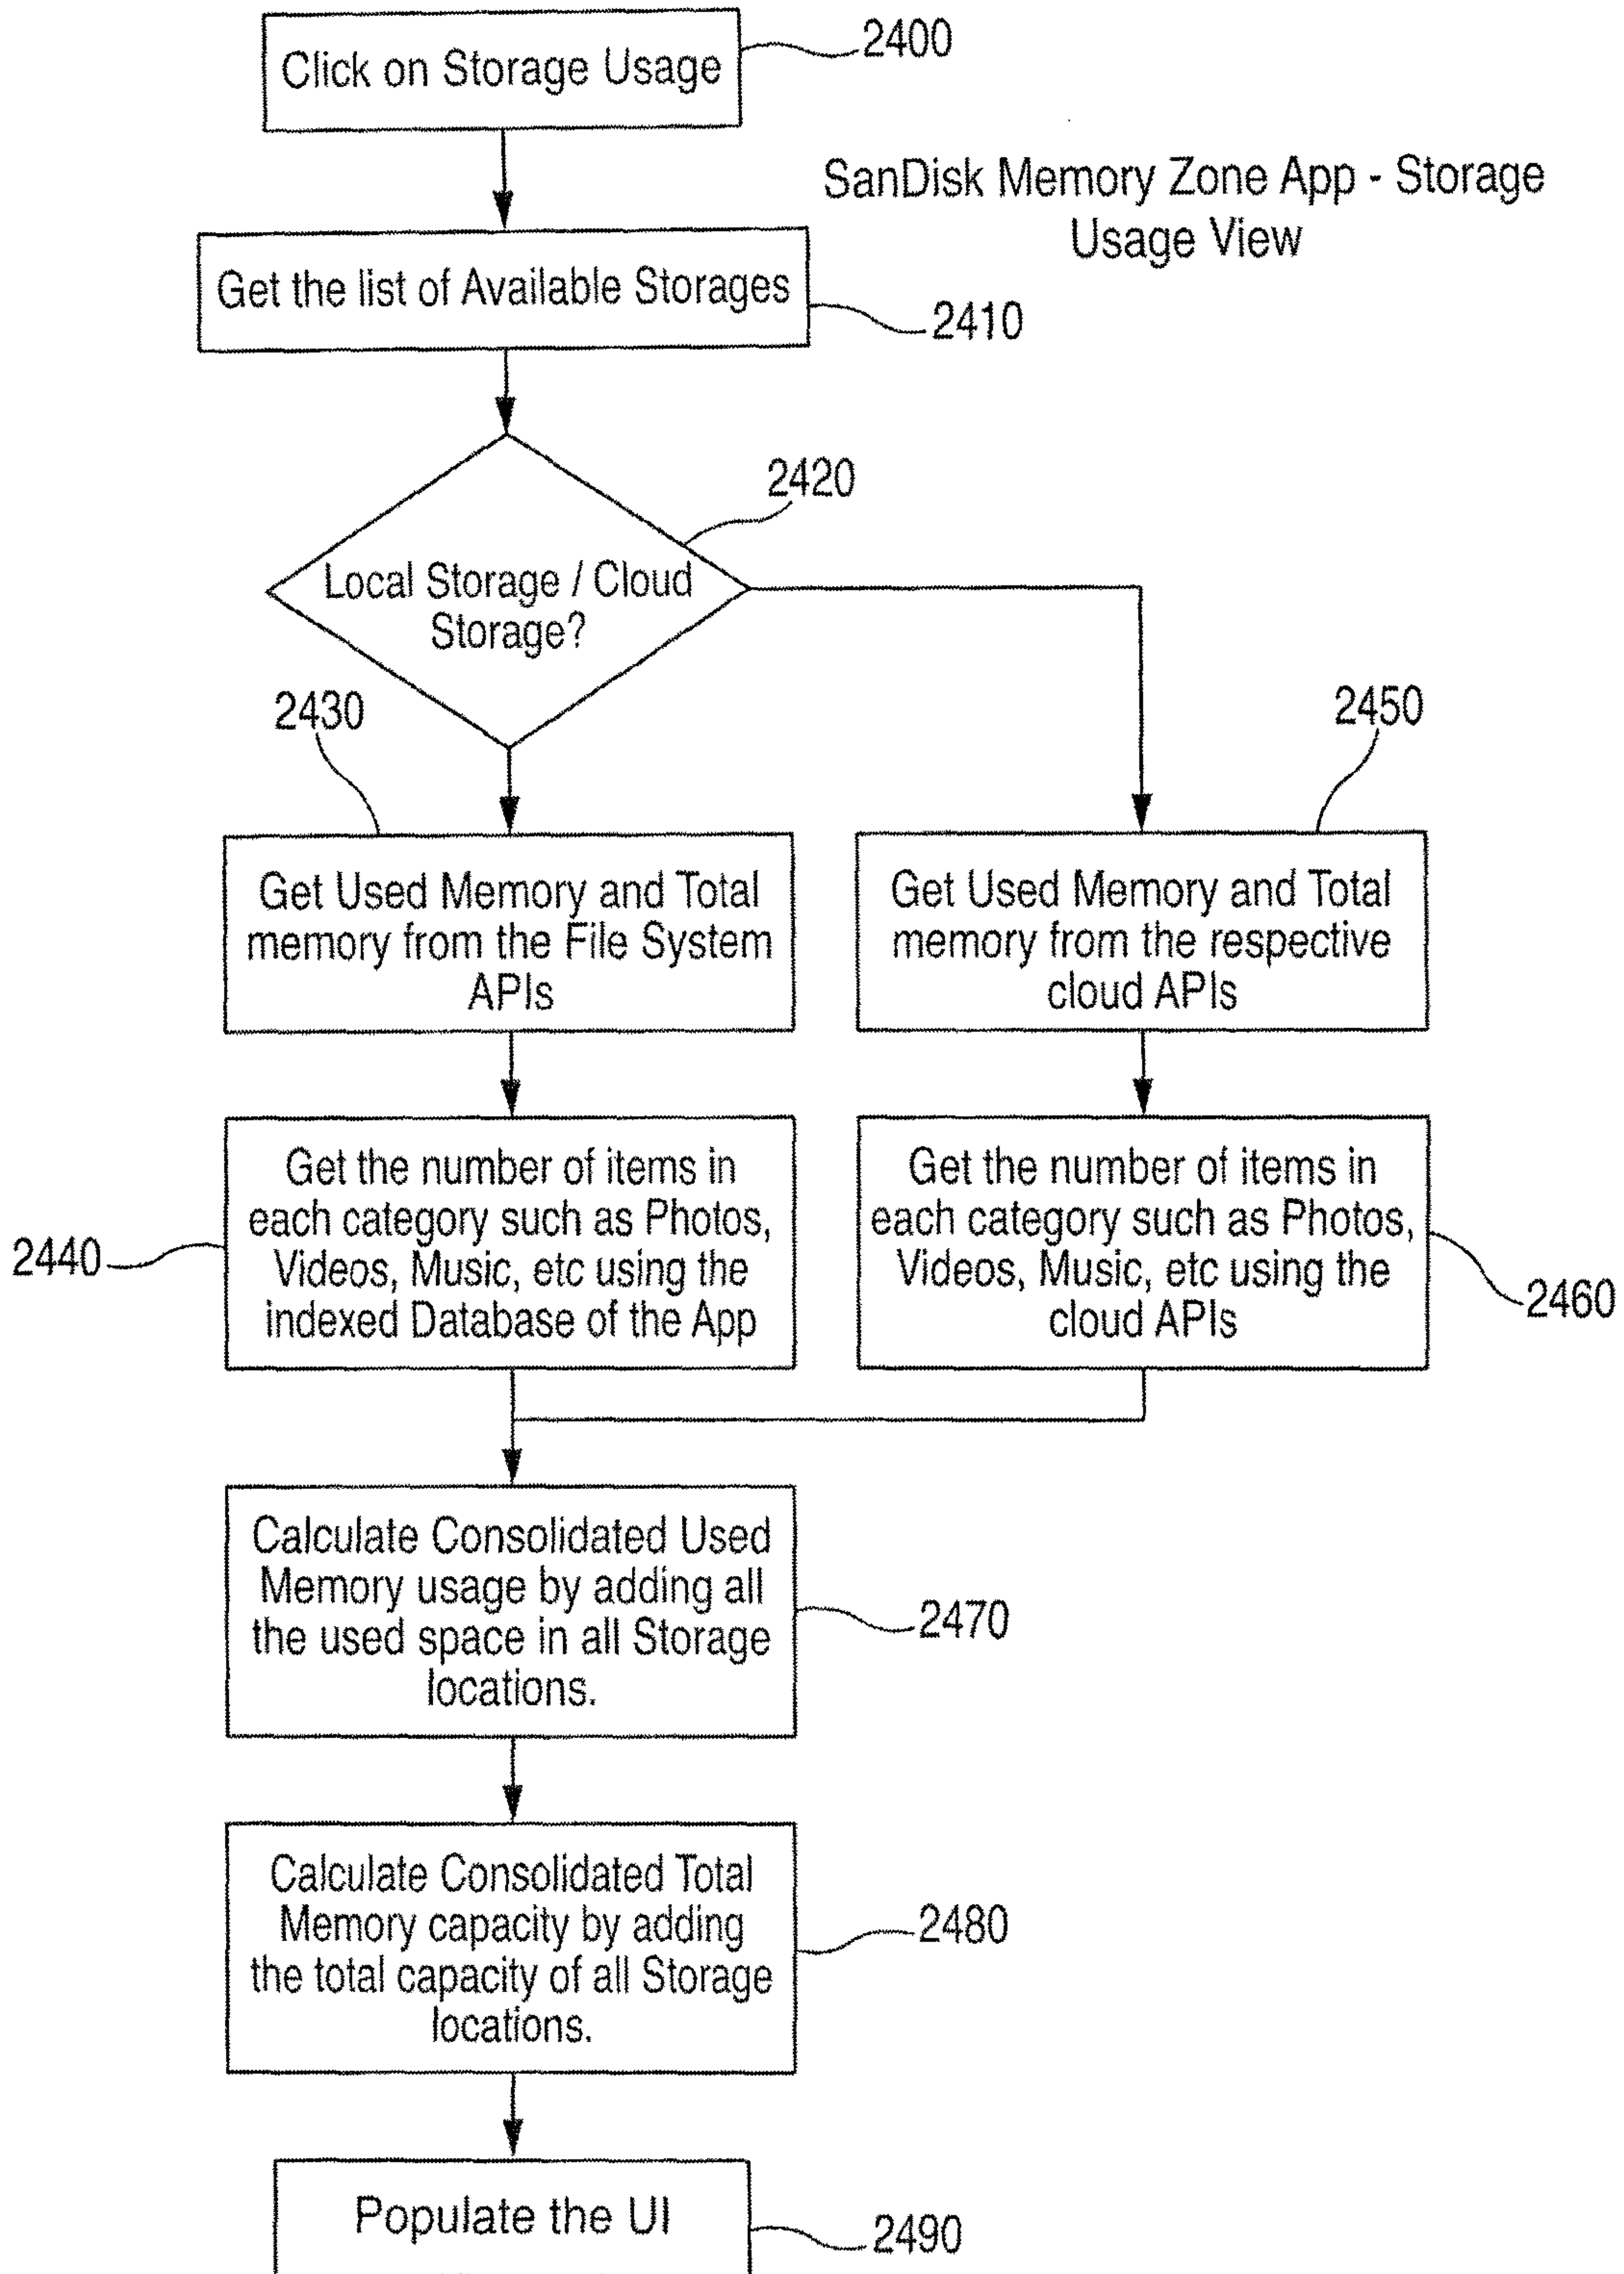 Click on Storage Usage
2400
SanDisk Memory Zone App - Storage
Usage View
Get the list of Available Storages
2410
2420
Local Storage / Cloud
Storage?
2430
2450
Get Used Memory and Total
memory from the File System
APIs
Get Used Memory and Total
memory from the respective
cloud APIs
2440
Get the number of items in
each category such as Photos,
Videos, Music, etc using the
indexed Database of the App
Get the number of items in
each category such as Photos,
Videos, Music, etc using the
cloud APIs
2460
Calculate Consolidated Used
Memory usage by adding all
the used space in all Storage
locations.
2470
Calculate Consolidated Total
Memory capacity by adding
the total capacity of all Storage
locations.
2480
Populate the UI
2490